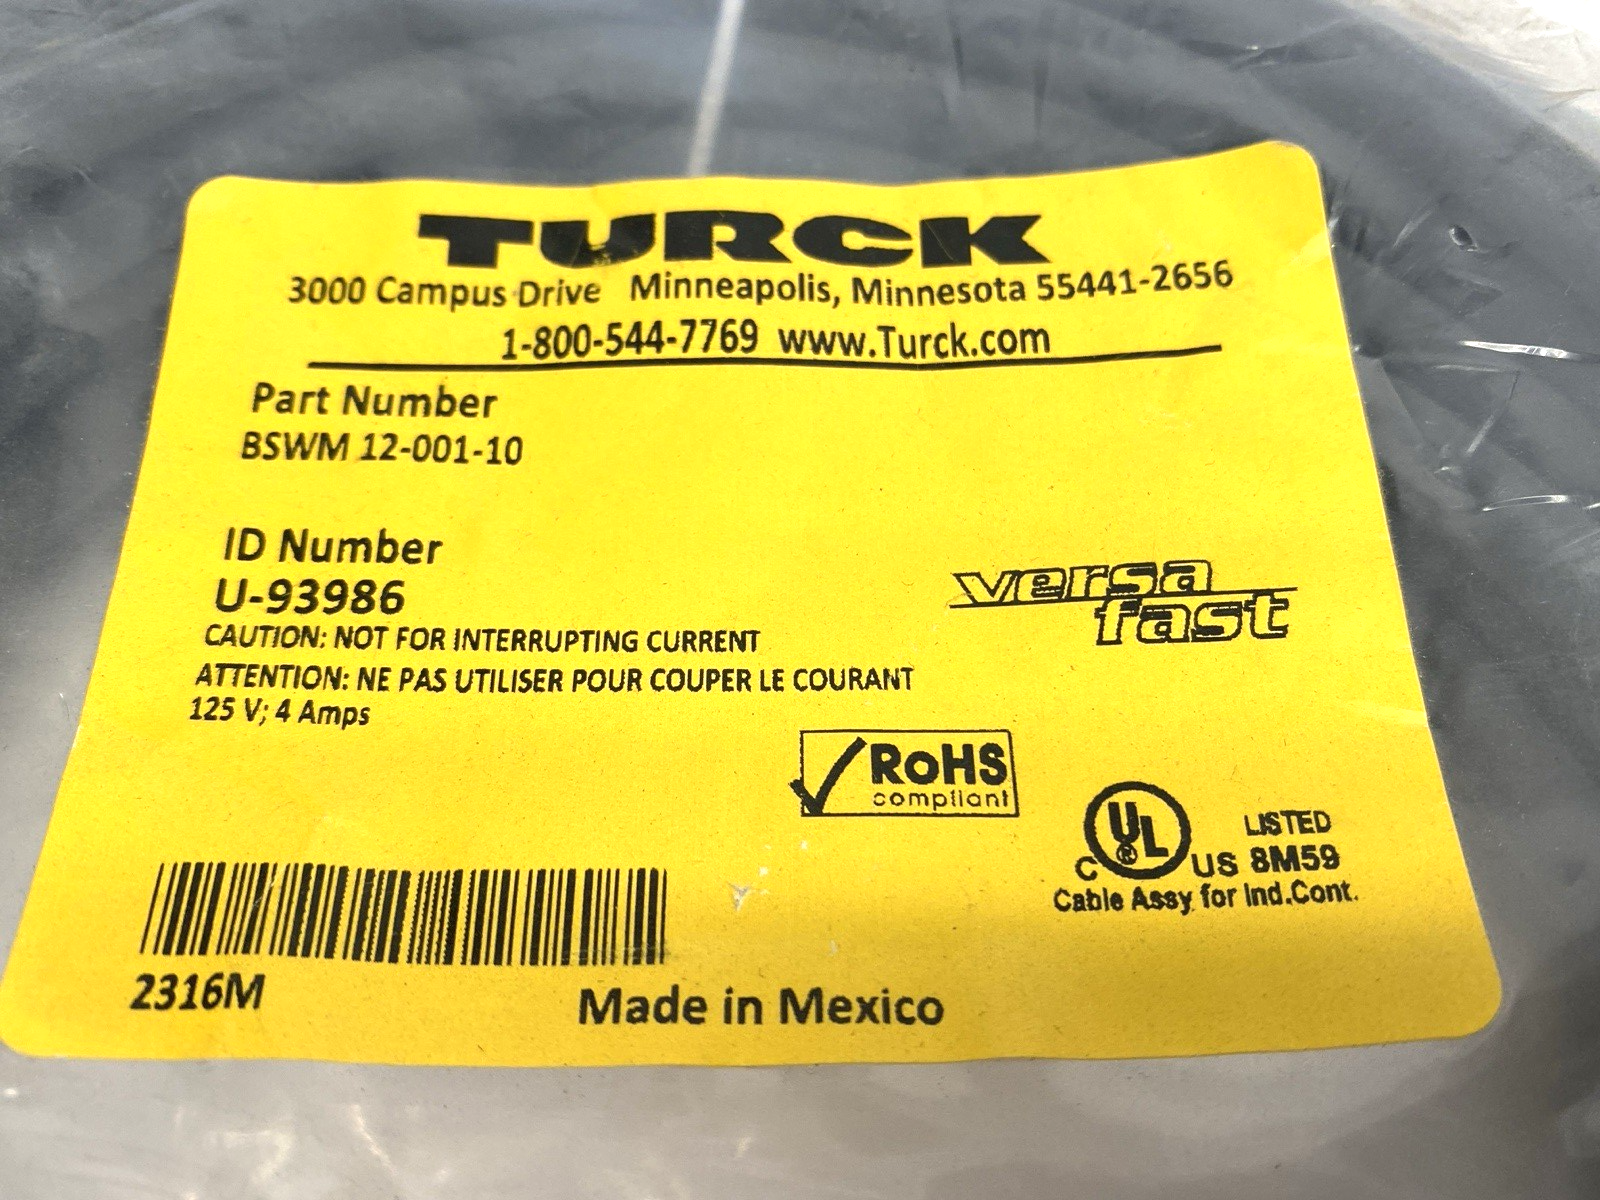 TURCK
3000 Campus Drive Minneapolis, Minnesota 55441-2656
1-800-544-7769 www.Turck.com
Part Number
BSWM 12-001-10
ID Number
U-93986
CAUTION: NOT FOR INTERRUPTING CURRENT
ATTENTION: NE PAS UTILISER POUR COUPER LE COURANT
125 V; 4 Amps
versa
fast
RoHS
compliant
C UL ® US LISTED
8M59
Cable Assy for Ind.Cont.
2316M
Made in Mexico